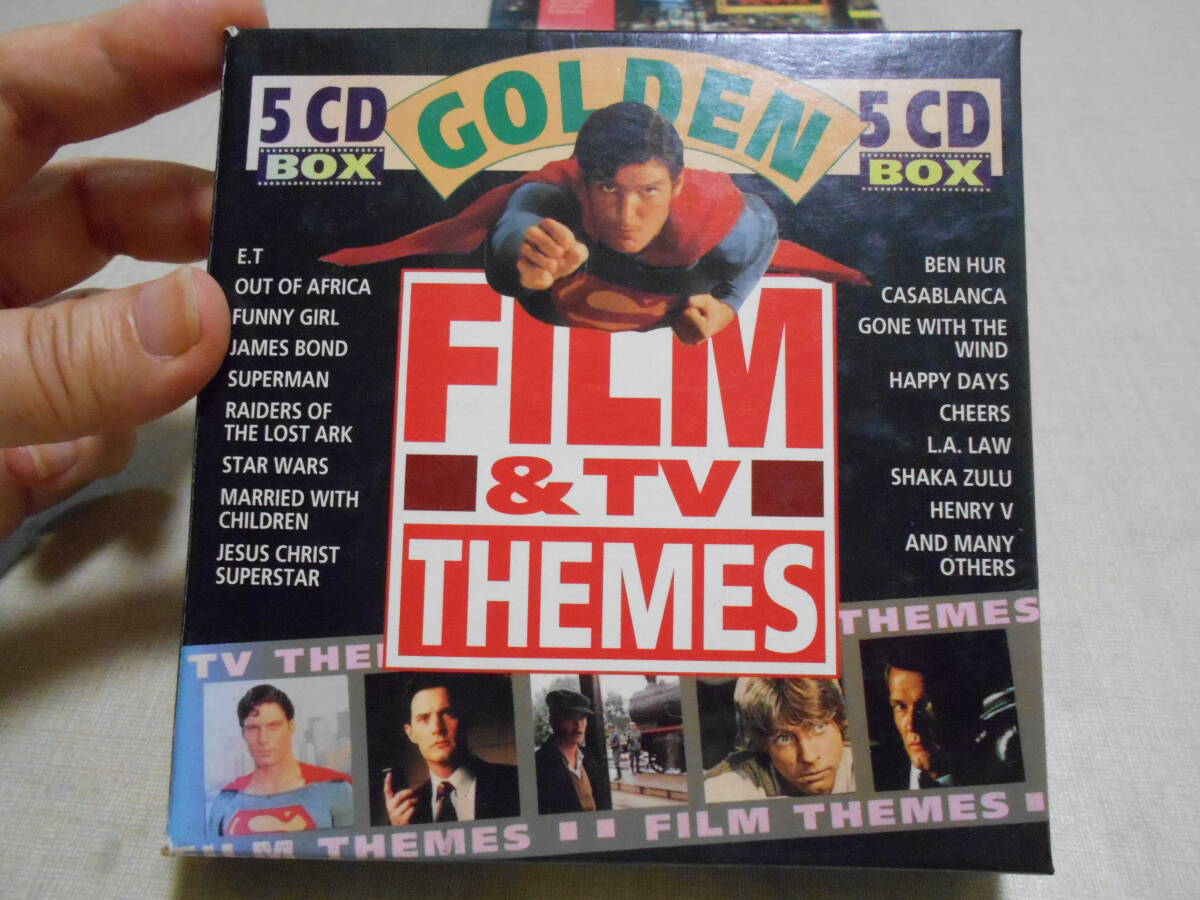 5 CD
BOX
GOLDEN
5 CD
BOX
E.T
OUT OF AFRICA
FUNNY GIRL
JAMES BOND
SUPERMAN
RAIDERS OF
THE LOST ARK
STAR WARS
MARRIED WITH
CHILDREN
JESUS CHRIST
SUPERSTAR
FILM
& TV
THEMES
BEN HUR
CASABLANCA
GONE WITH THE
WIND
HAPPY DAYS
CHEERS
L.A. LAW
SHAKA ZULU
HENRY V
AND MANY
OTHERS
TV THE
THEMES
FILM THEMES
FILM THEMES